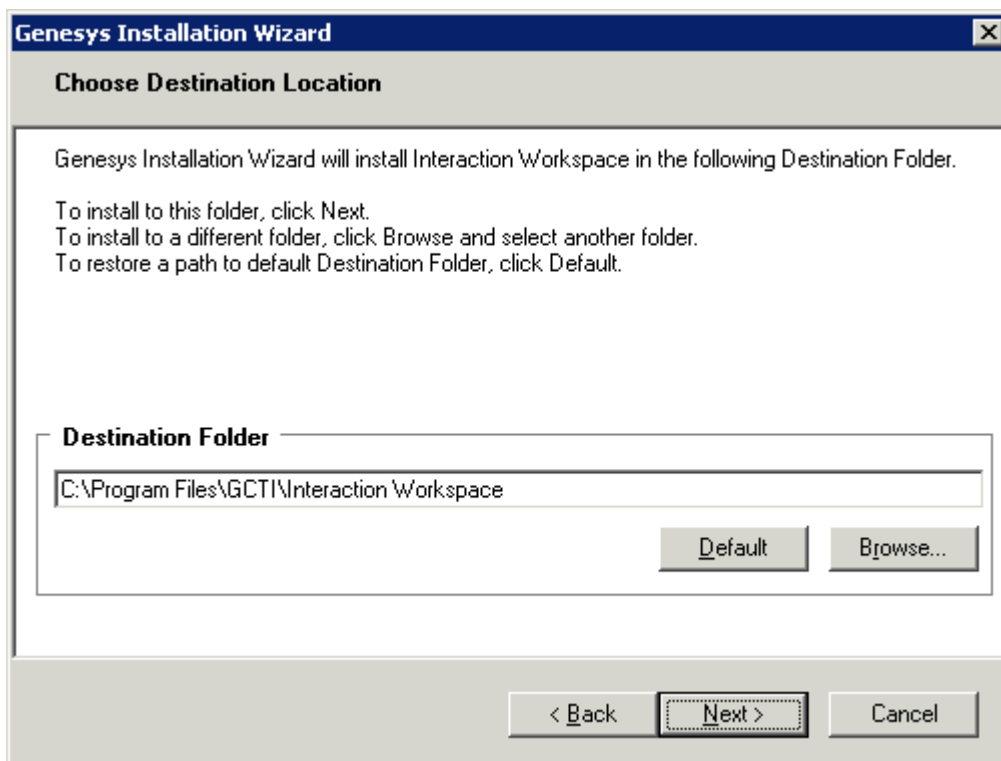 Genesys Installation Wizard
Choose Destination Location
Genesys Installation Wizard will install Interaction Workspace in the following Destination Folder.
To install to this folder, click Next.
To install to a different folder, click Browse and select another folder.
To restore a path to default Destination Folder, click Default.
Destination Folder
C:\Program Files\GCTI\Interaction Workspace
Default Browse...
< Back Next > Cancel